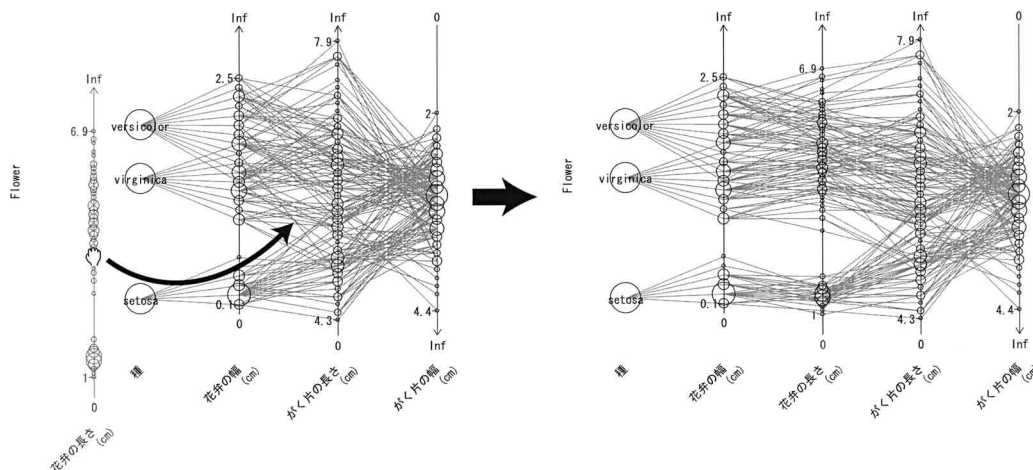 Flower
Inf
6.9
1
0
花弁の長さ
(cm)
versicolor
virginica
setosa
種
Inf
2.5
0.1
0
花弁の幅
(cm)
Inf
7.9
4.3
0
がく片の長さ
(cm)
0
2
4.4
Inf
がく片の幅
(cm)
Flower
versicolor
virginica
setosa
種
Inf
2.5
0.1
0
花弁の幅
(cm)
Inf
6.9
1
0
花弁の長さ
(cm)
Inf
7.9
4.3
0
がく片の長さ
(cm)
0
2
4.4
Inf
がく片の幅
(cm)